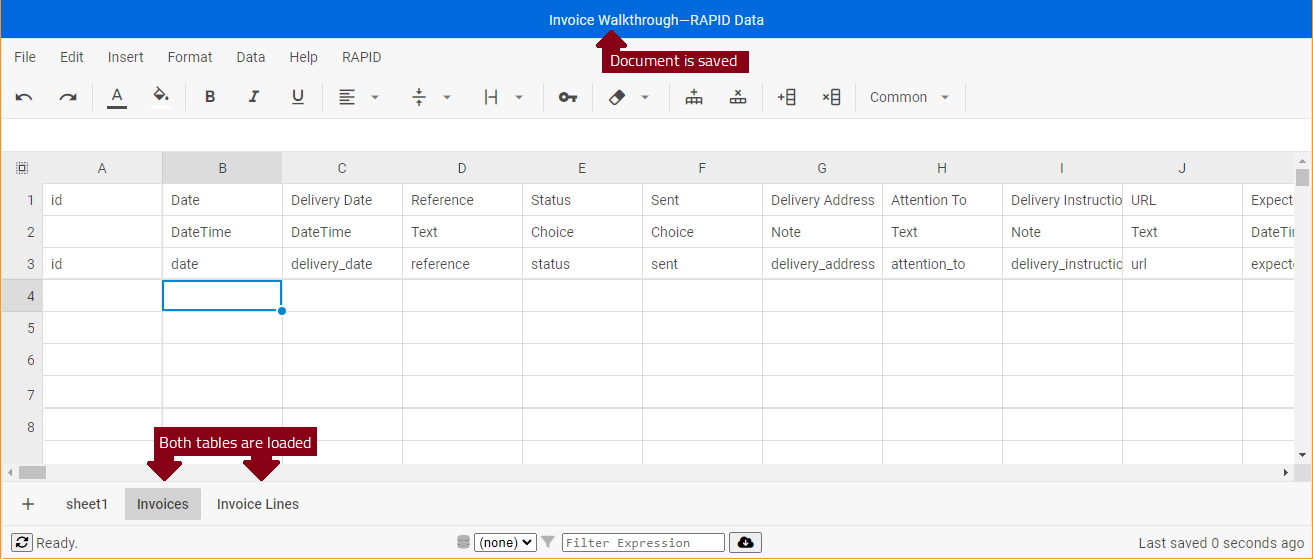 Invoice Walkthrough—RAPID Data
Document is saved
File Edit Insert Format Data Help RAPID
A B I U Common
A B C D E F G H I J
1 id Date Delivery Date Reference Status Sent Delivery Address Attention To Delivery Instructio URL Expect
2 DateTime DateTime Text Choice Choice Note Text Note Text DateTin
3 id date delivery_date reference status sent delivery_address attention_to delivery_instructio url expecte
4
5
6
7
8
Both tables are loaded
+ sheet1 Invoices Invoice Lines
Ready. (none) Filter Expression Last saved 0 seconds ago